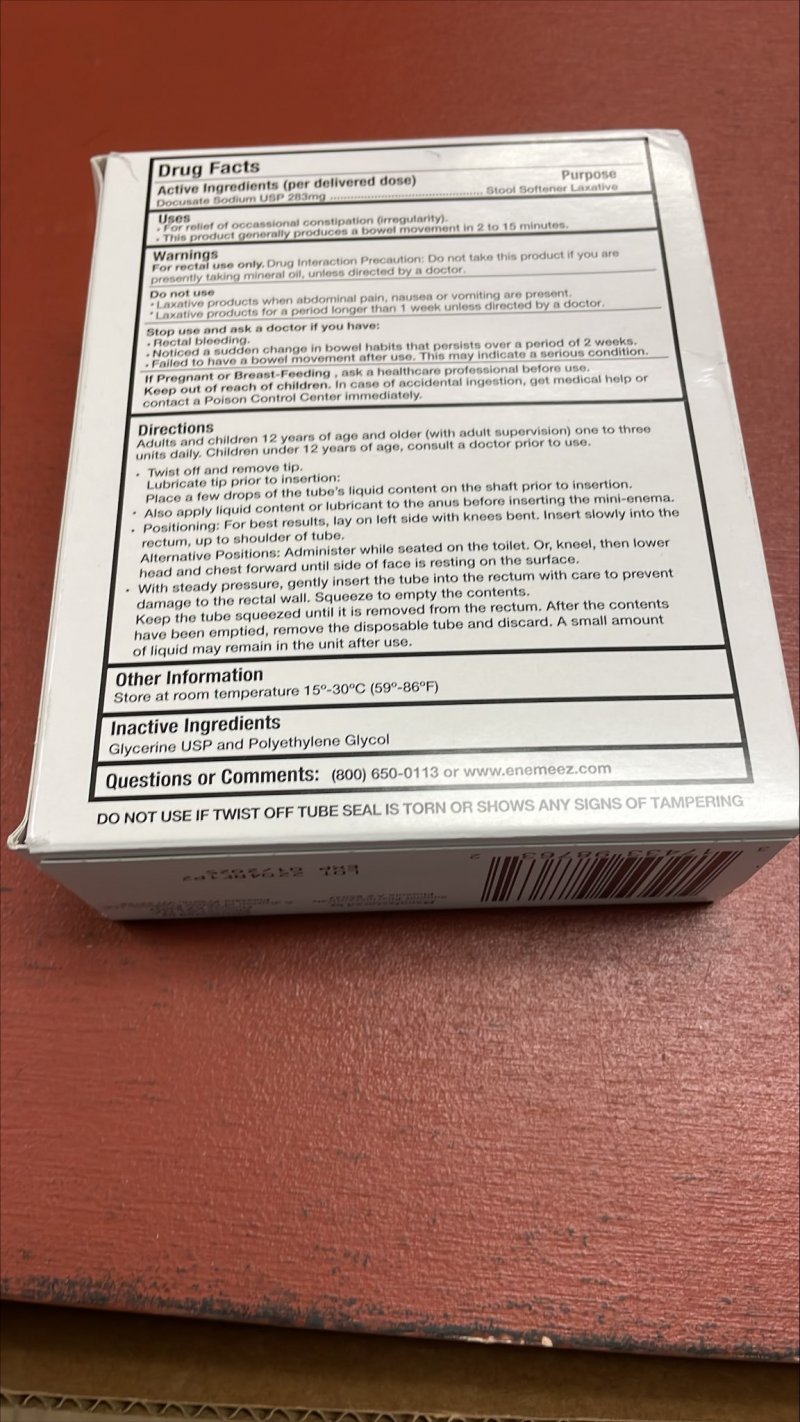 Drug Facts
Active Ingredients (per delivered dose) Purpose
Docusate Sodium USP 283mg ........................................ Stool Softener Laxative
Uses
• For relief of occassional constipation (irregularity).
• This product generally produces a bowel movement in 2 to 15 minutes.
Warnings
For rectal use only. Drug Interaction Precaution: Do not take this product if you are
presently taking mineral oil, unless directed by a doctor.
Do not use
* Laxative products when abdominal pain, nausea or vomiting are present.
* Laxative products for a period longer than 1 week unless directed by a doctor.
Stop use and ask a doctor if you have:
• Rectal bleeding.
• Noticed a sudden change in bowel habits that persists over a period of 2 weeks.
• Failed to have a bowel movement after use. This may indicate a serious condition.
If Pregnant or Breast-Feeding , ask a healthcare professional before use.
Keep out of reach of children. In case of accidental ingestion, get medical help or
contact a Poison Control Center immediately.
Directions
Adults and children 12 years of age and older (with adult supervision) one to three
units daily. Children under 12 years of age, consult a doctor prior to use.
• Twist off and remove tip.
Lubricate tip prior to insertion:
Place a few drops of the tube's liquid content on the shaft prior to insertion.
• Also apply liquid content or lubricant to the anus before inserting the mini-enema.
• Positioning: For best results, lay on left side with knees bent. Insert slowly into the
rectum, up to shoulder of tube.
Alternative Positions: Administer while seated on the toilet. Or, kneel, then lower
head and chest forward until side of face is resting on the surface.
• With steady pressure, gently insert the tube into the rectum with care to prevent
damage to the rectal wall. Squeeze to empty the contents.
Keep the tube squeezed until it is removed from the rectum. After the contents
have been emptied, remove the disposable tube and discard. A small amount
of liquid may remain in the unit after use.
Other Information
Store at room temperature 15º-30ºC (59º-86ºF)
Inactive Ingredients
Glycerine USP and Polyethylene Glycol
Questions or Comments: (800) 650-0113 or www.enemeez.com
DO NOT USE IF TWIST OFF TUBE SEAL IS TORN OR SHOWS ANY SIGNS OF TAMPERING
LOT
EXP 01/2025